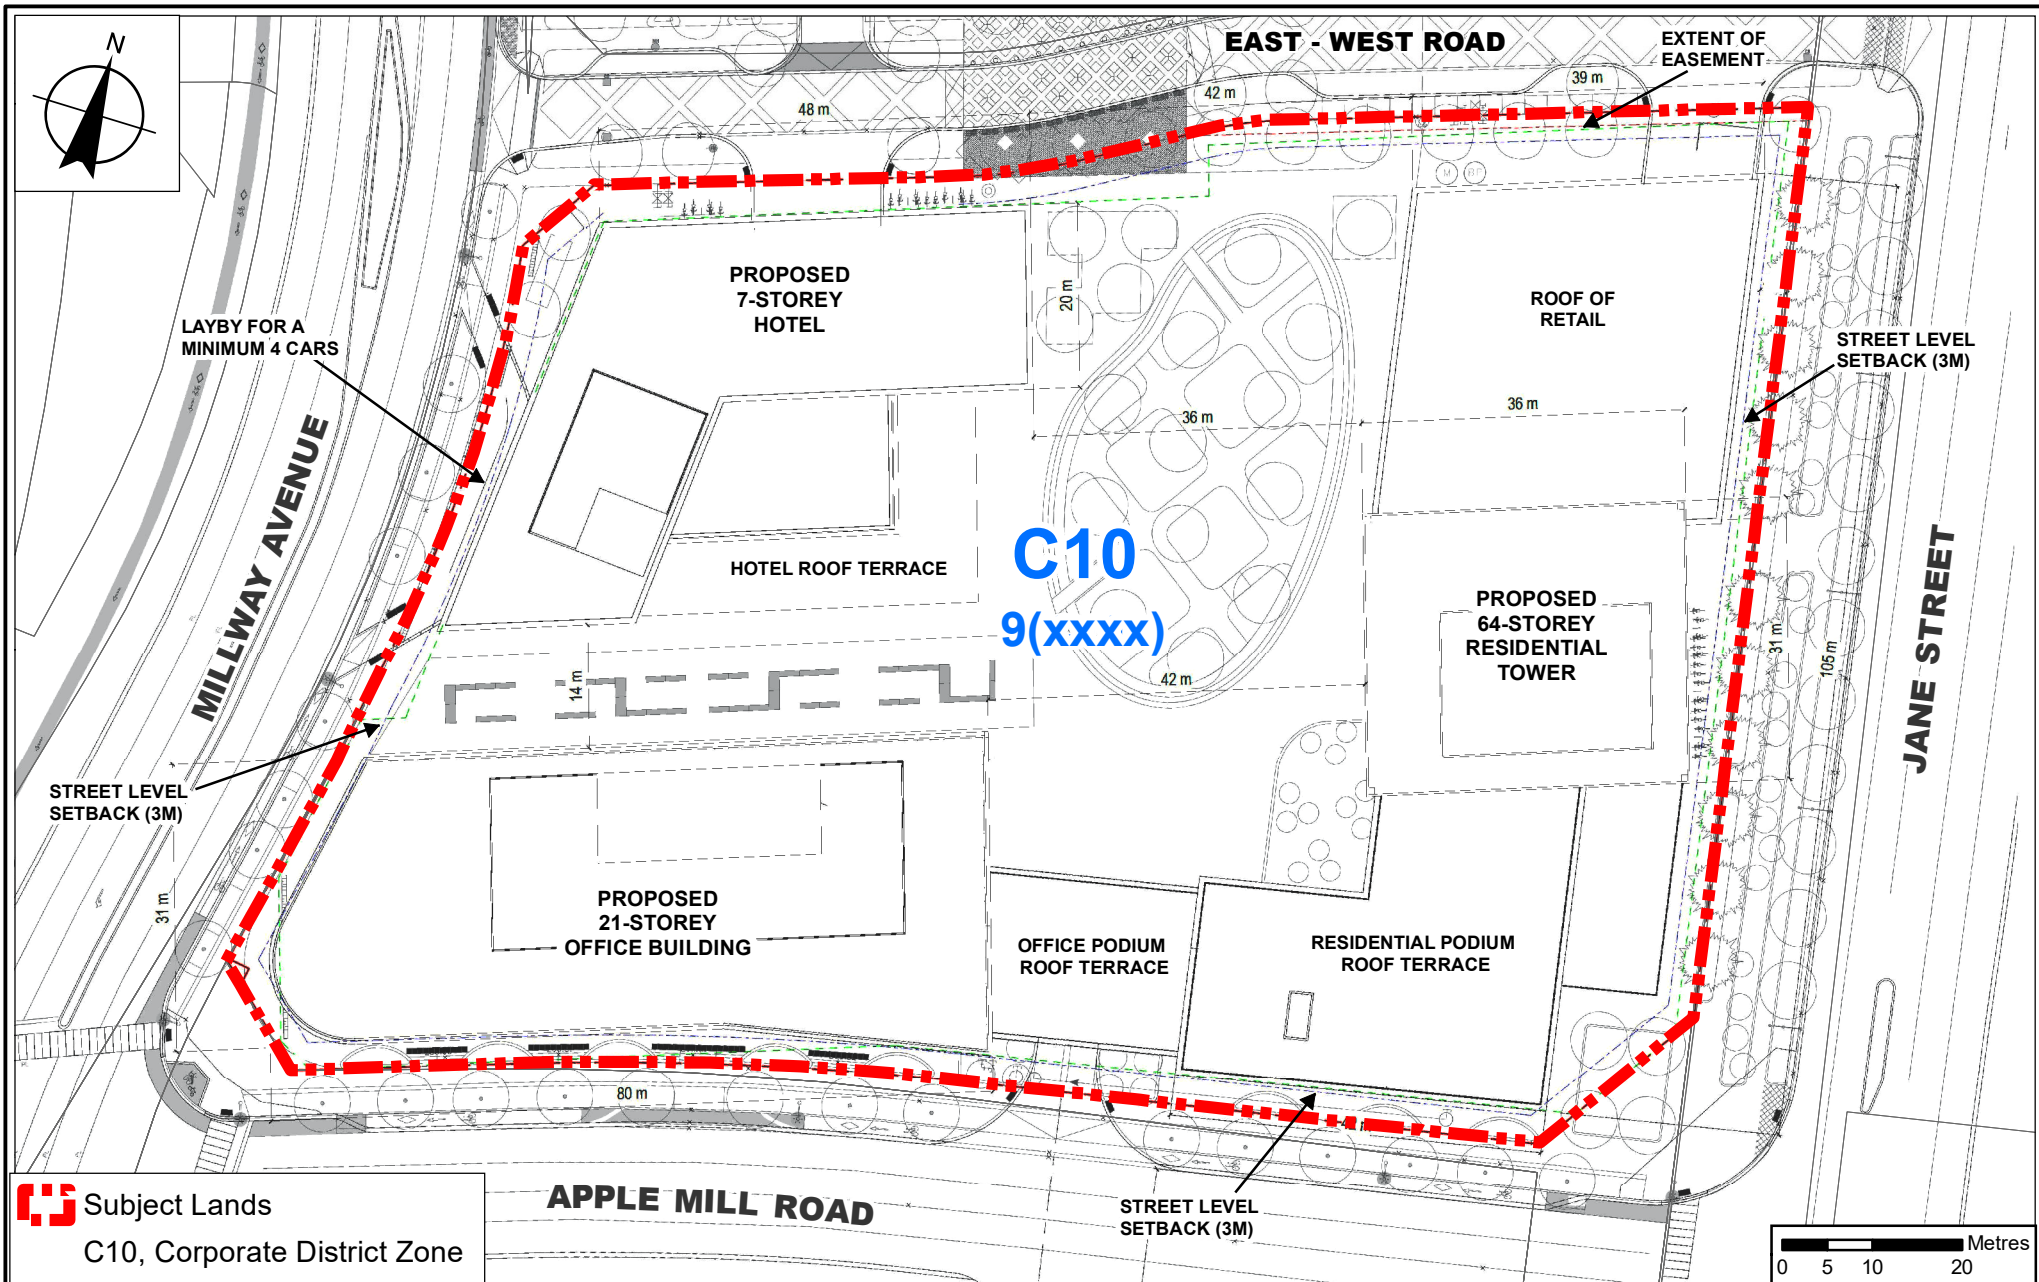 N
EAST - WEST ROAD
EXTENT OF
EASEMENT
39 m
42 m
48 m
PROPOSED
7-STOREY
HOTEL
20 m
ROOF OF
RETAIL
M
LAYBY FOR A
MINIMUM 4 CARS
STREET LEVEL
SETBACK (3M)
36 m
36 m
MILLWAY AVENUE
HOTEL ROOF TERRACE
C10
9(xxxx)
PROPOSED
64-STOREY
RESIDENTIAL
TOWER
31 m
105 m
JANE STREET
14 m
42 m
STREET LEVEL
SETBACK (3M)
31 m
PROPOSED
21-STOREY
OFFICE BUILDING
OFFICE PODIUM
ROOF TERRACE
RESIDENTIAL PODIUM
ROOF TERRACE
80 m
APPLE MILL ROAD
STREET LEVEL
SETBACK (3M)
Subject Lands
C10, Corporate District Zone
Metres
0 5 10 20